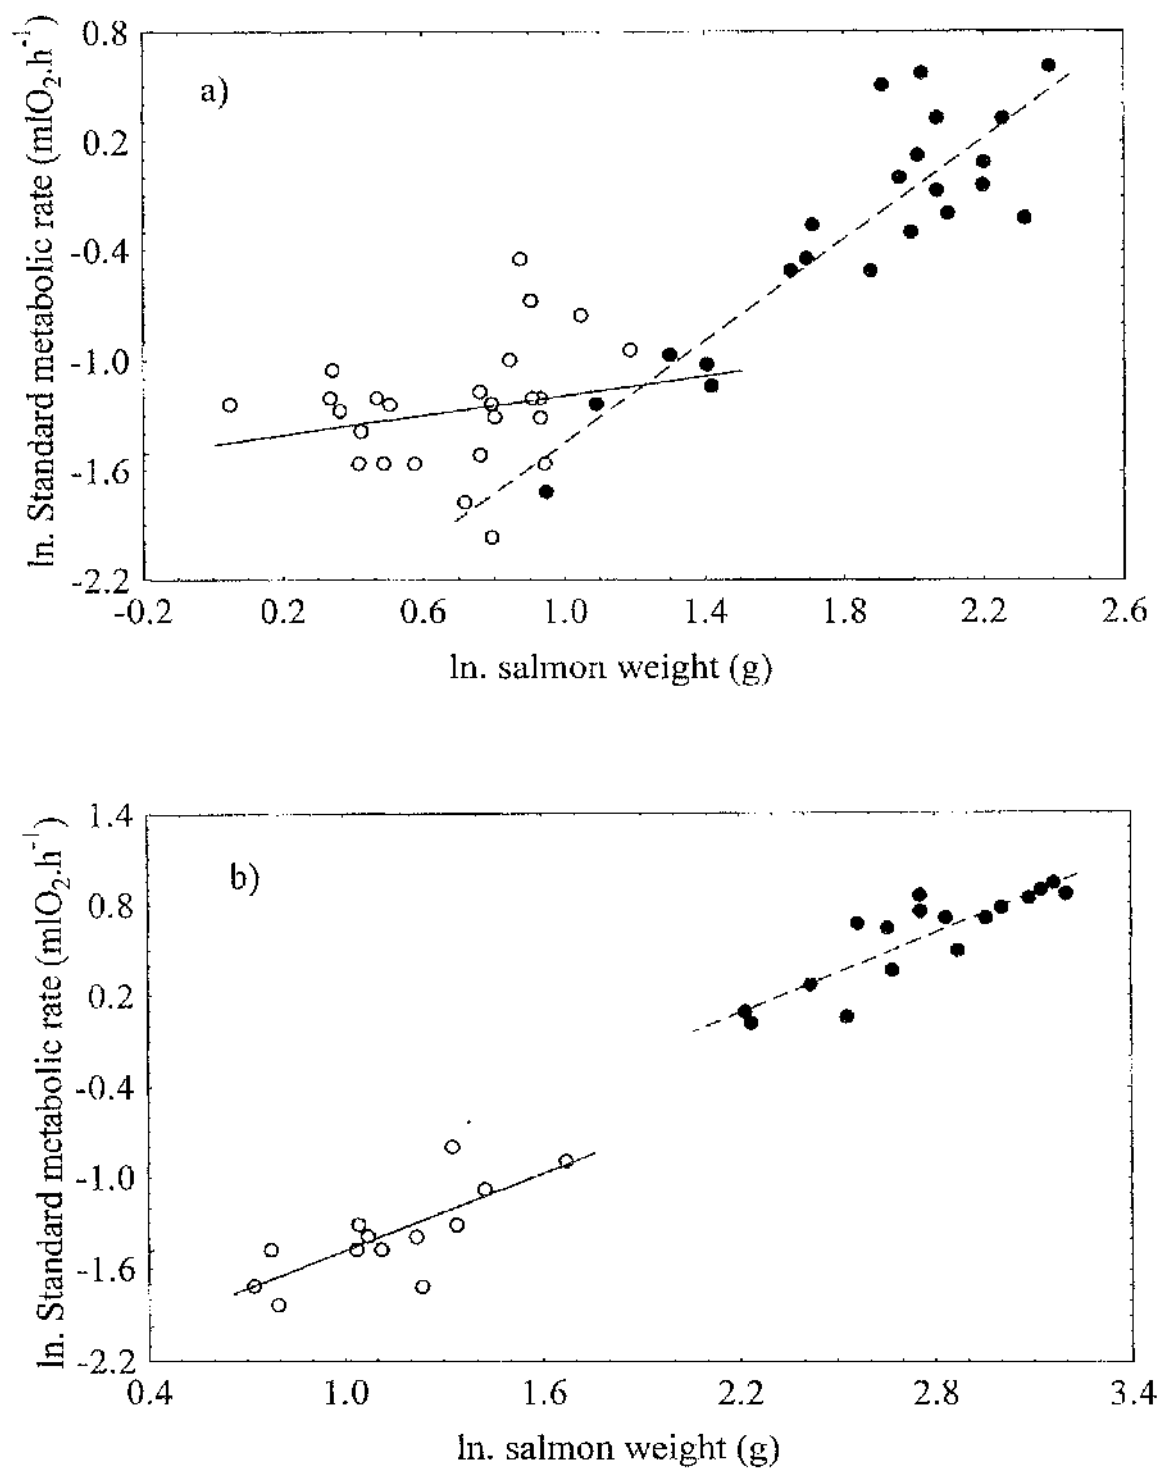 a)
ln. Standard metabolic rate (mlO2.h-1)
0.8
0.2
-0.4
-1.0
-1.6
-2.2
-0.2 0.2 0.6 1.0 1.4 1.8 2.2 2.6
ln. salmon weight (g)
b)
ln. Standard metabolic rate (mlO2.h-1)
1.4
0.8
0.2
-0.4
-1.0
-1.6
-2.2
0.4 1.0 1.6 2.2 2.8 3.4
ln. salmon weight (g)